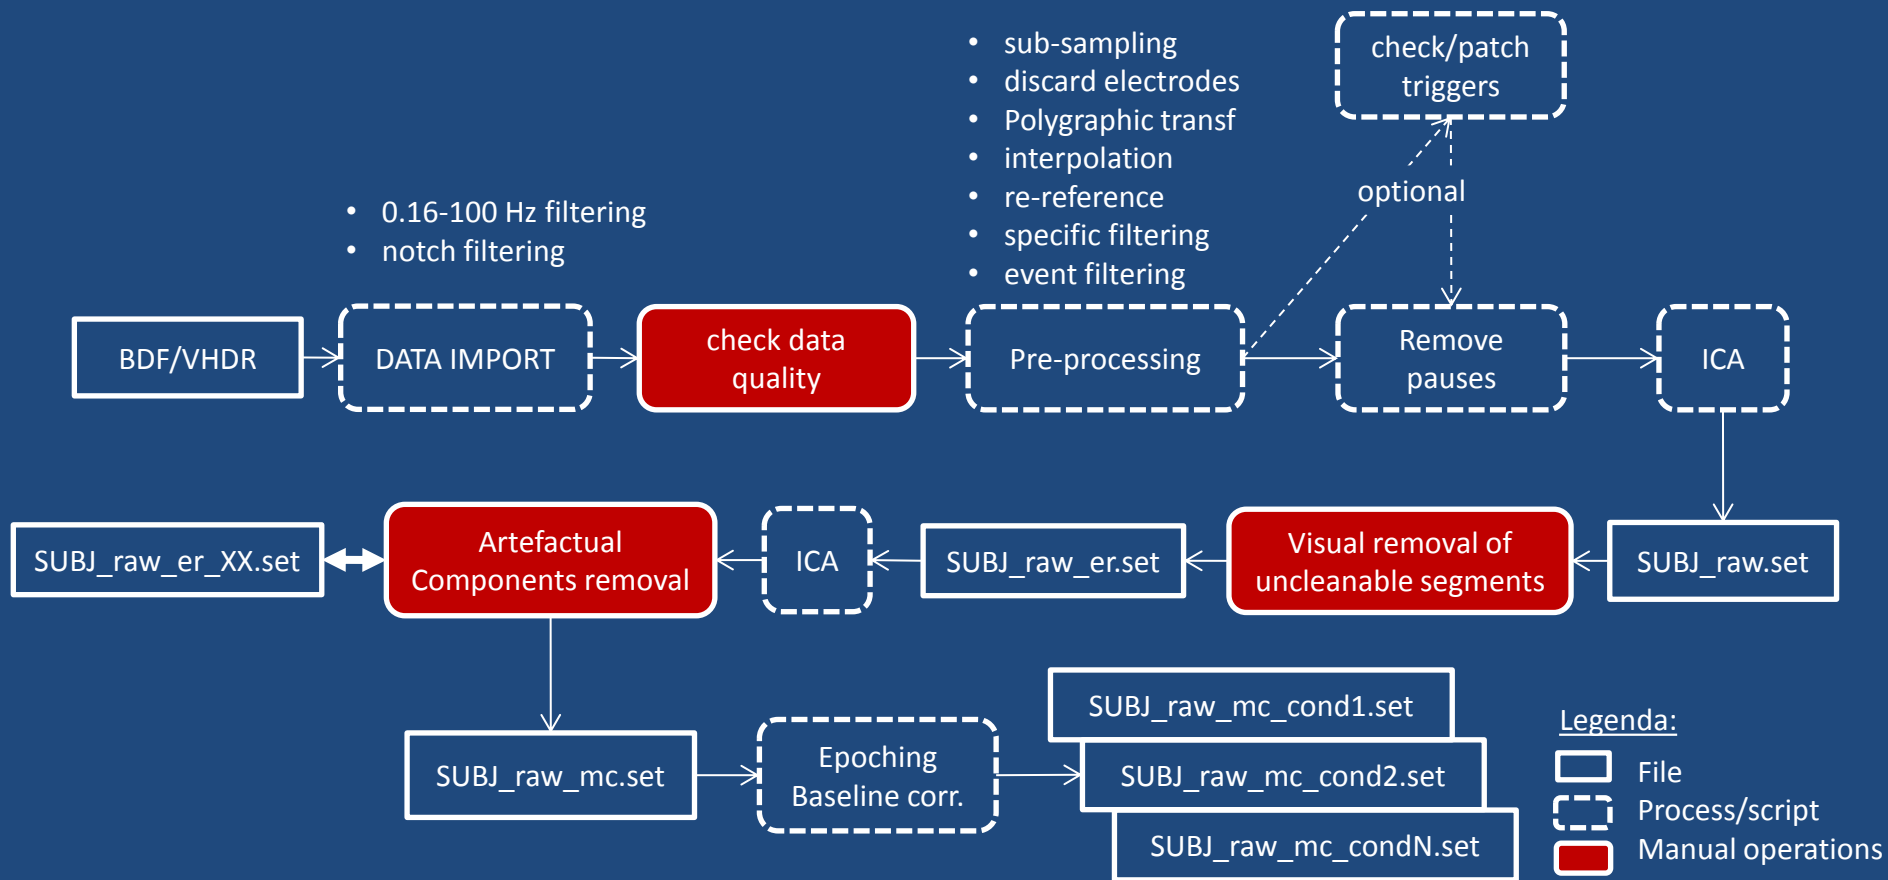 • sub-sampling
• discard electrodes
• Polygraphic transf
• interpolation
• re-reference
• specific filtering
• event filtering
check/patch
triggers
optional
• 0.16-100 Hz filtering
• notch filtering
BDF/VHDR
DATA IMPORT
check data
quality
Pre-processing
Remove
pauses
ICA
SUBJ_raw_er_XX.set
Artefactual
Components removal
ICA
SUBJ_raw_er.set
Visual removal of
uncleanable segments
SUBJ_raw.set
SUBJ_raw_mc.set
Epoching
Baseline corr.
SUBJ_raw_mc_cond1.set
SUBJ_raw_mc_cond2.set
SUBJ_raw_mc_condN.set
Legenda:
File
Process/script
Manual operations